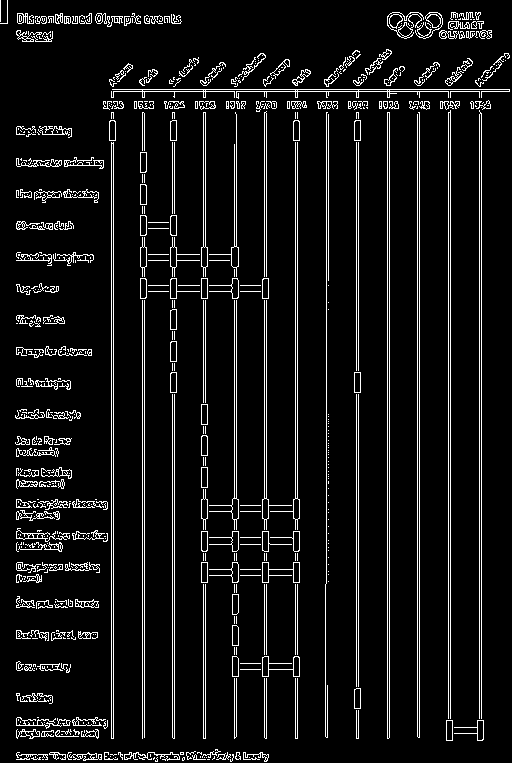 Discontinued Olympic events
Selected
DAILY
CHART
OLYMPICS
Athens Paris St Louis London Stockholm Antwerp Paris Amsterdam Los Angeles Berlin London Helsinki Melbourne
1896 1900 1904 1908 1912 1920 1924 1928 1932 1936 1948 1952 1956
Rope climbing
Underwater swimming
Live pigeon shooting
60-metre dash
Standing long jump
Tug-of-war
Single sticks
Plunge for distance
Club swinging
Jeu de Paume
(real tennis)
Motor boating
Running-deer shooting
(single shot)
Running-deer shooting
(double shot)
Clay-pigeon shooting
(team)
Shot put, both hands
Duelling pistol, team
Cross-country
Tumbling
Running-deer shooting
(single and double shot)
Sources: "The Complete Book of the Olympics", Wallechinsky & Loucky